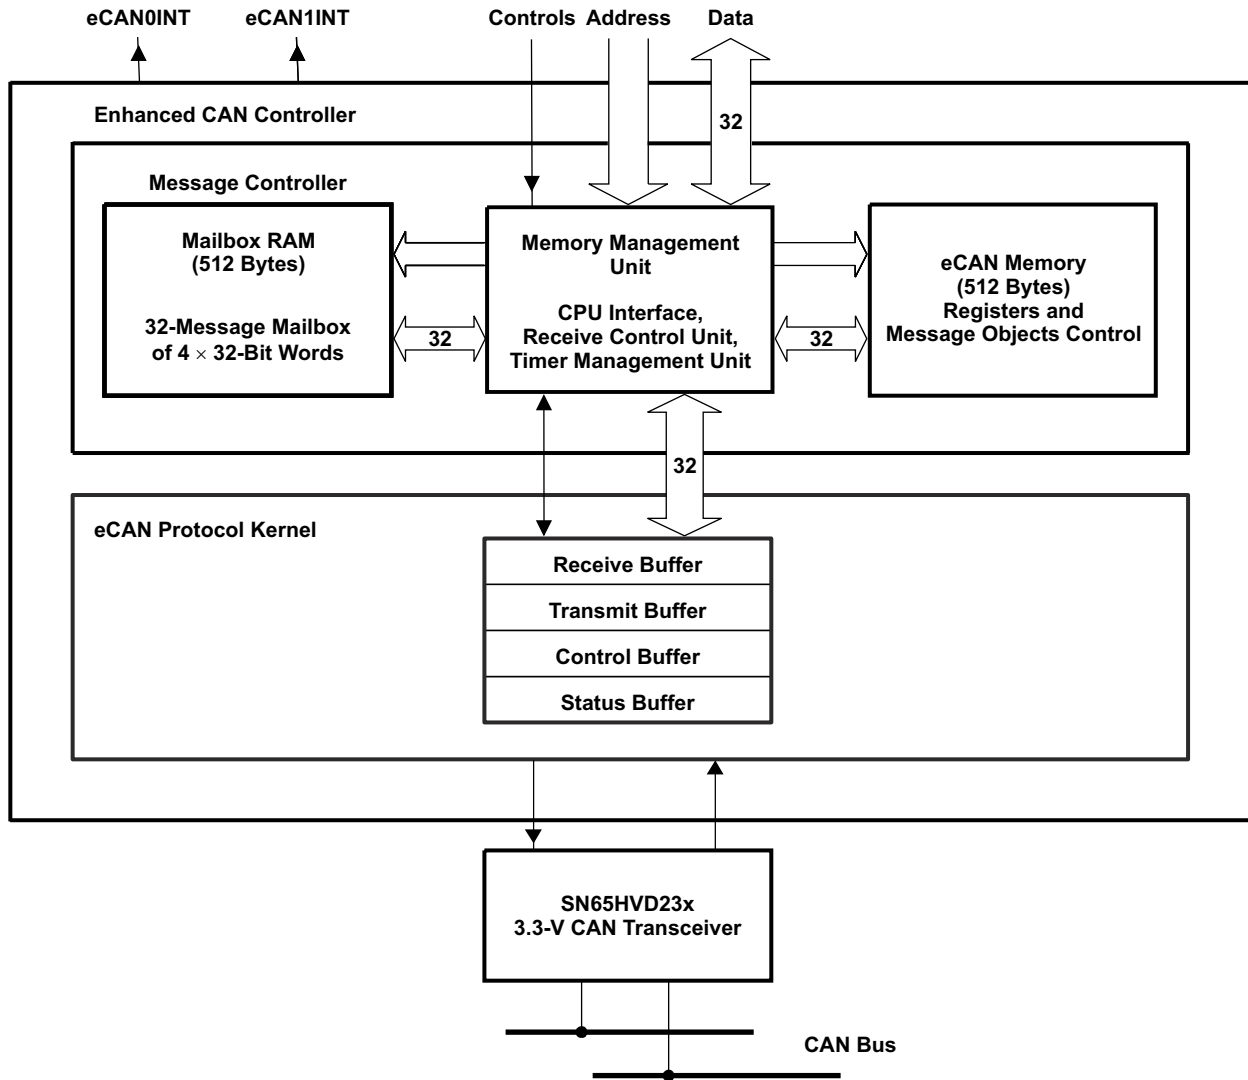 eCAN0INT
eCAN1INT
Controls
Address
Data
32
Enhanced CAN Controller
Message Controller
Mailbox RAM
(512 Bytes)
32-Message Mailbox
of 4 × 32-Bit Words
32
Memory Management
Unit
CPU Interface,
Receive Control Unit,
Timer Management Unit
32
eCAN Memory
(512 Bytes)
Registers and
Message Objects Control
32
eCAN Protocol Kernel
Receive Buffer
Transmit Buffer
Control Buffer
Status Buffer
SN65HVD23x
3.3-V CAN Transceiver
CAN Bus